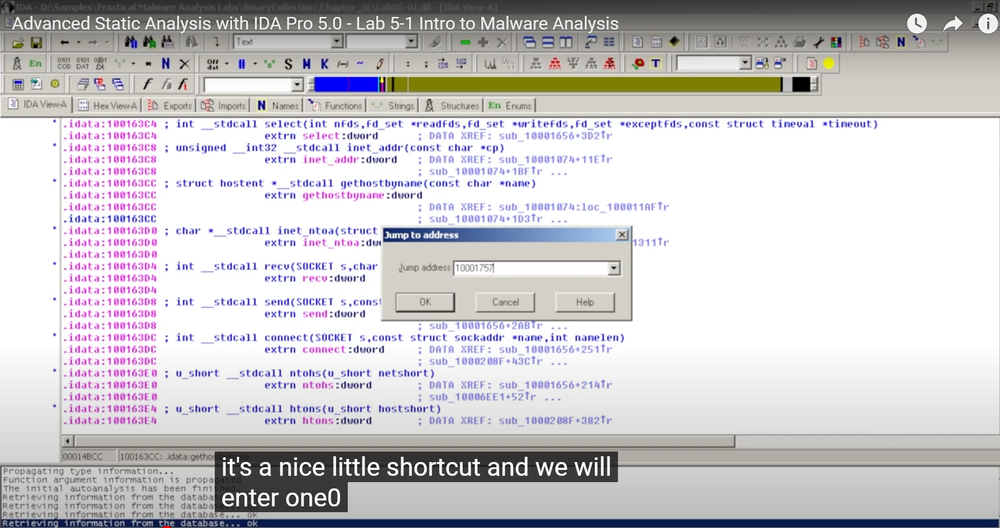 IDA - D:\Samples\Practical Malware Analysis Labs\BinaryCollection\Chapter_5L\Lab05-01.dll - [IDA View-A]
Advanced Static Analysis with IDA Pro 5.0 - Lab 5-1 Intro to Malware Analysis
Text
En
IDA View-A Hex View-A Exports Imports N Names Functions Strings Structures En Enums
.idata:100163C4 ; int __stdcall select(int nfds,fd_set *readfds,fd_set *writefds,fd_set *exceptfds,const struct timeval *timeout)
.idata:100163C4 extrn select:dword ; DATA XREF: sub_10001656+3D2↑r
.idata:100163C8 ; unsigned __int32 __stdcall inet_addr(const char *cp)
.idata:100163C8 extrn inet_addr:dword ; DATA XREF: sub_10001074+11E↑r
.idata:100163C8 ; sub_10001074+1BF↑r ...
.idata:100163CC ; struct hostent *__stdcall gethostbyname(const char *name)
.idata:100163CC extrn gethostbyname:dword
.idata:100163CC ; DATA XREF: sub_10001074:loc_100011AF↑r
.idata:100163CC ; sub_10001074+1D3↑r ...
.idata:100163D0 ; char *__stdcall inet_ntoa(struct
.idata:100163D0 extrn inet_ntoa:dw 1311↑r
.idata:100163D0
.idata:100163D4 ; int __stdcall recv(SOCKET s,char
.idata:100163D4 extrn recv:dword
.idata:100163D4
.idata:100163D8 ; int __stdcall send(SOCKET s,const
.idata:100163D8 extrn send:dword
.idata:100163D8 ; sub_10001656+2AB↑r ...
.idata:100163DC ; int __stdcall connect(SOCKET s,const struct sockaddr *name,int namelen)
.idata:100163DC extrn connect:dword ; DATA XREF: sub_10001656+251↑r
.idata:100163DC ; sub_1000208F+43C↑r ...
.idata:100163E0 ; u_short __stdcall ntohs(u_short netshort)
.idata:100163E0 extrn ntohs:dword ; DATA XREF: sub_10001656+214↑r
.idata:100163E0 ; sub_10006EE1+52↑r ...
.idata:100163E4 ; u_short __stdcall htons(u_short hostshort)
.idata:100163E4 extrn htons:dword ; DATA XREF: sub_1000208F+382↑r
Jump to address
Jump address 10001757
OK Cancel Help
00014BCC 100163CC: .idata:gethostbyname
Propagating type information...
Function argument information is propagated
The initial autoanalysis has been finished.
Retrieving information from the database... ok
Retrieving information from the database... ok
Retrieving information from the database... ok
Retrieving information from the database... ok
it's a nice little shortcut and we will
enter one0